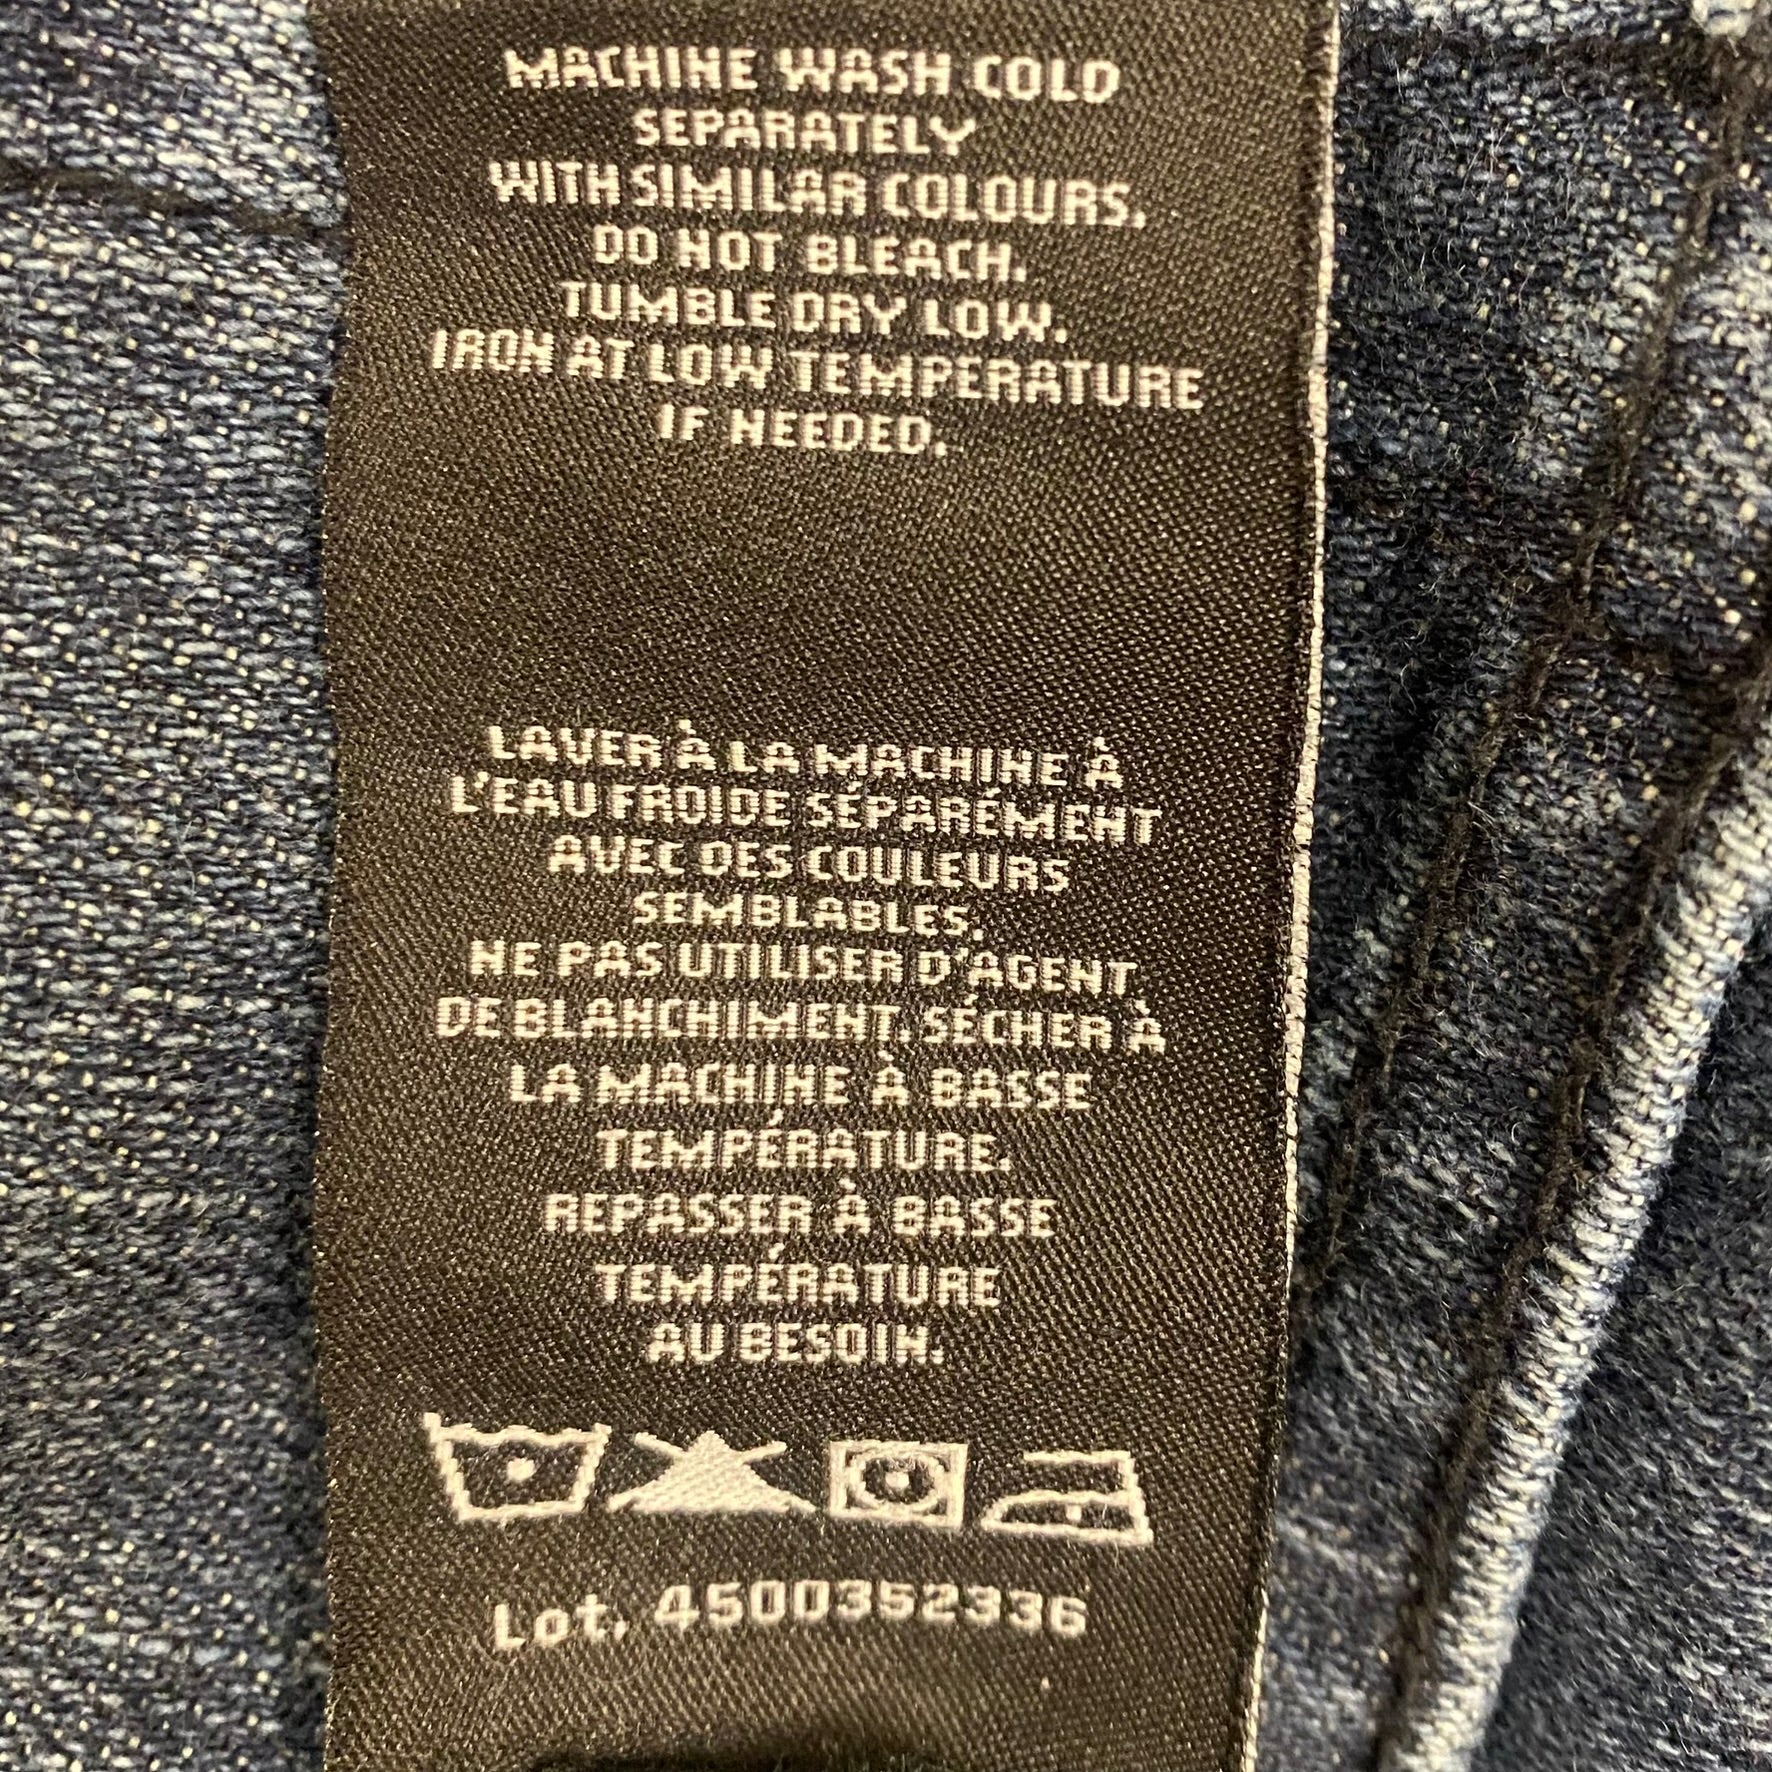 MACHINE WASH COLD
SEPARATELY
WITH SIMILAR COLOURS.
DO NOT BLEACH.
TUMBLE DRY LOW.
IRON AT LOW TEMPERATURE
IF NEEDED.
LAVER À LA MACHINE À
L'EAU FROIDE SÉPARÉMENT
AVEC DES COULEURS
SEMBLABLES.
NE PAS UTILISER D'AGENT
DE BLANCHIMENT. SÉCHER À
LA MACHINE À BASSE
TEMPÉRATURE.
REPASSER À BASSE
TEMPÉRATURE
AU BESOIN.
Lot. 4500352336